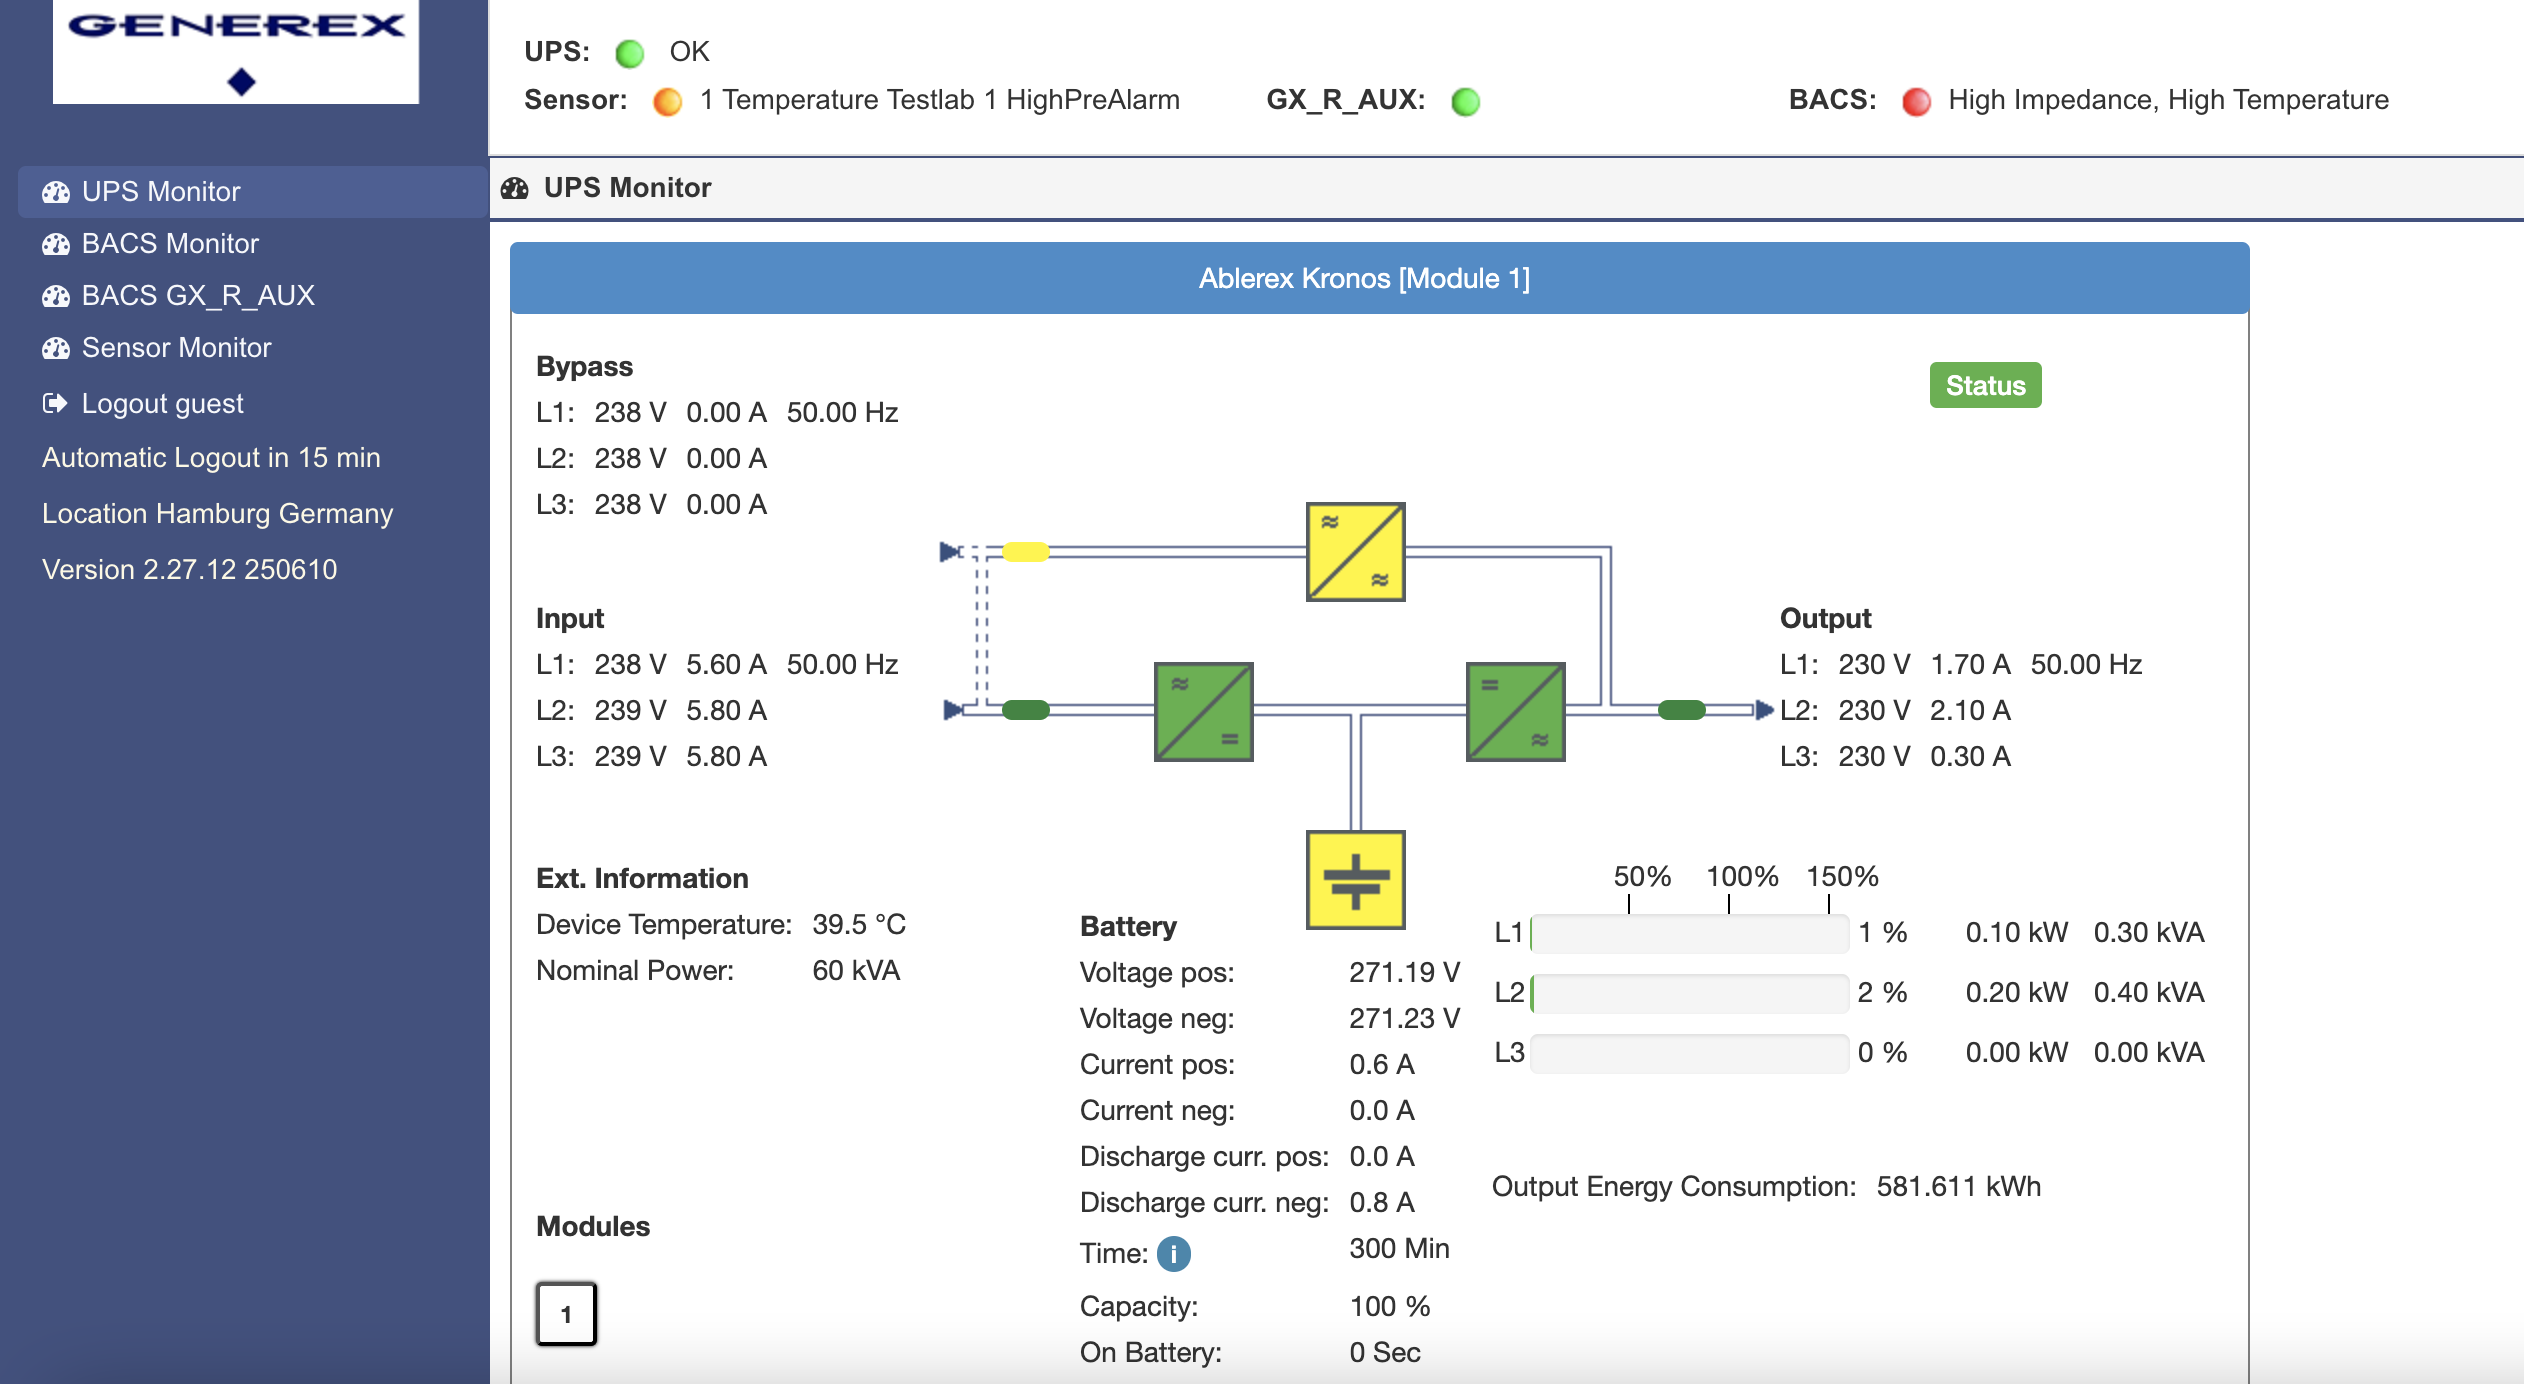 GENEREX
UPS: OK
Sensor: 1 Temperature Testlab 1 HighPreAlarm GX_R_AUX: BACS: High Impedance, High Temperature
UPS Monitor
BACS Monitor
BACS GX_R_AUX
Sensor Monitor
Logout guest
Automatic Logout in 15 min
Location Hamburg Germany
Version 2.27.12 250610
UPS Monitor
Ablerex Kronos [Module 1]
Bypass
L1: 238 V 0.00 A 50.00 Hz
L2: 238 V 0.00 A
L3: 238 V 0.00 A
Status
Input
L1: 238 V 5.60 A 50.00 Hz
L2: 239 V 5.80 A
L3: 239 V 5.80 A
Output
L1: 230 V 1.70 A 50.00 Hz
L2: 230 V 2.10 A
L3: 230 V 0.30 A
Ext. Information
Device Temperature: 39.5 °C
Nominal Power: 60 kVA
Battery
Voltage pos: 271.19 V
Voltage neg: 271.23 V
Current pos: 0.6 A
Current neg: 0.0 A
Discharge curr. pos: 0.0 A
Discharge curr. neg: 0.8 A
Time: i 300 Min
Capacity: 100 %
On Battery: 0 Sec
50% 100% 150%
L1 1 % 0.10 kW 0.30 kVA
L2 2 % 0.20 kW 0.40 kVA
L3 0 % 0.00 kW 0.00 kVA
Output Energy Consumption: 581.611 kWh
Modules
1